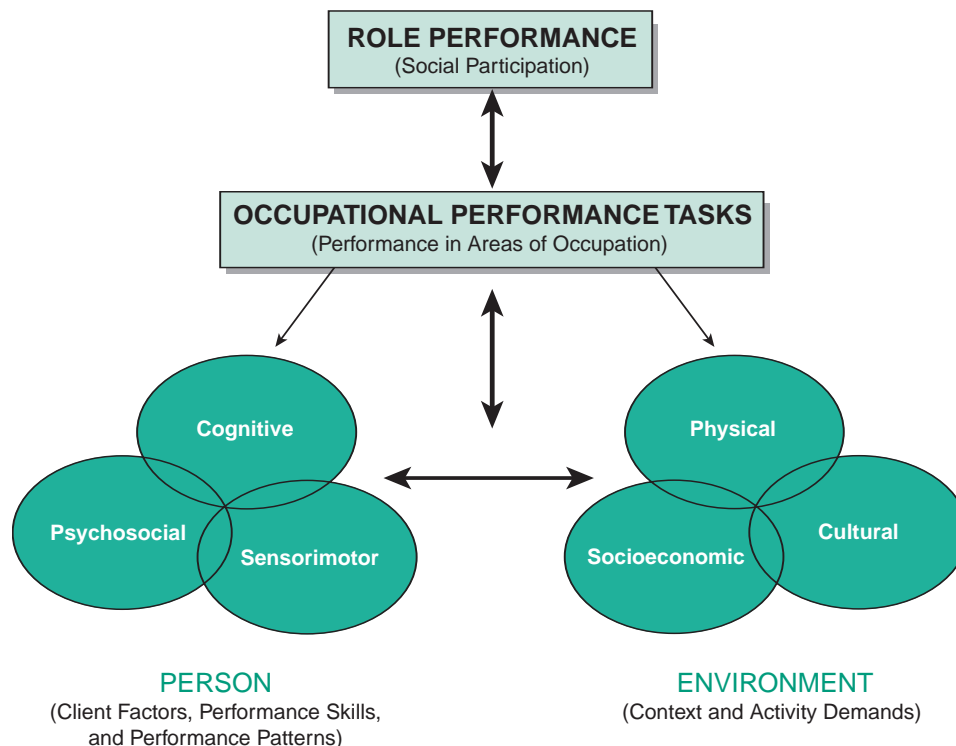 ROLE PERFORMANCE
(Social Participation)
OCCUPATIONAL PERFORMANCE TASKS
(Performance in Areas of Occupation)
Cognitive
Psychosocial
Sensorimotor
Physical
Socioeconomic
Cultural
PERSON
(Client Factors, Performance Skills,
and Performance Patterns)
ENVIRONMENT
(Context and Activity Demands)